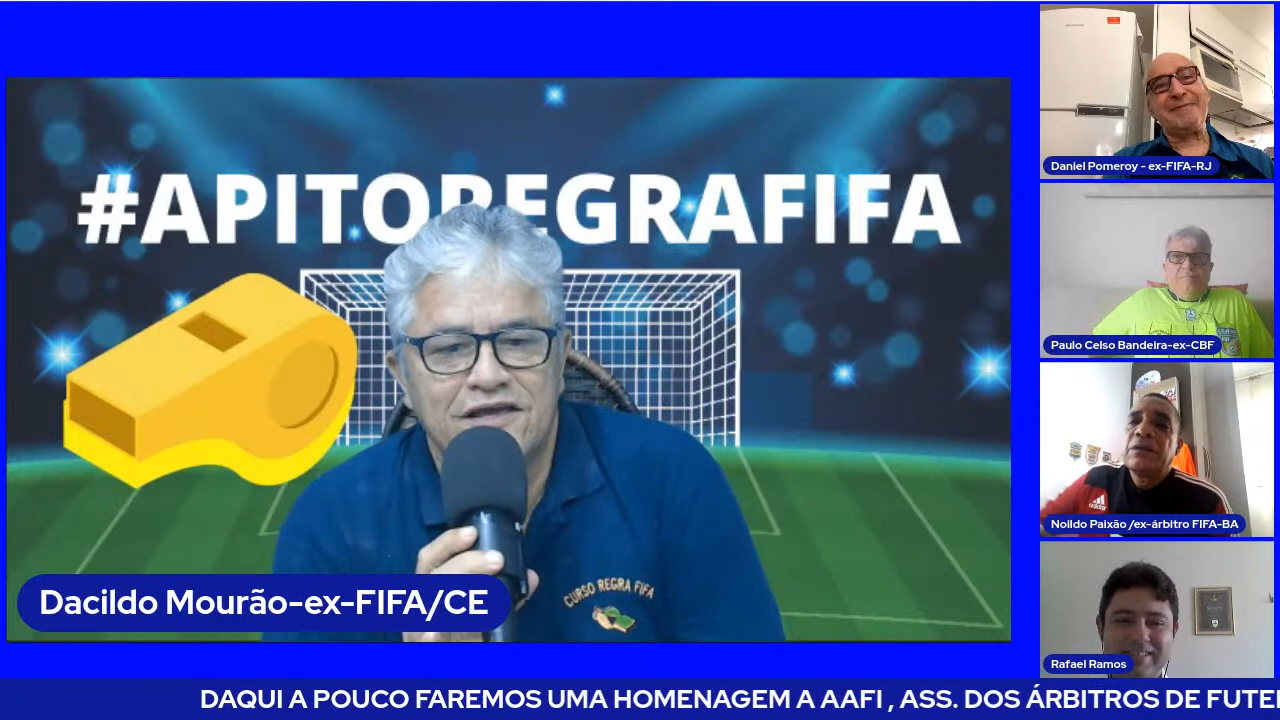 #APITOREGRAFIFA
CURSO REGRA FIFA
Dacildo Mourão-ex-FIFA/CE
Daniel Pomeroy - ex-FIFA-RJ
Paulo Celso Bandeira-ex-CBF
adidas
Noildo Paixão /ex-árbitro FIFA-BA
Rafael Ramos
DAQUI A POUCO FAREMOS UMA HOMENAGEM A AAFI , ASS. DOS ÁRBITROS DE FUTE